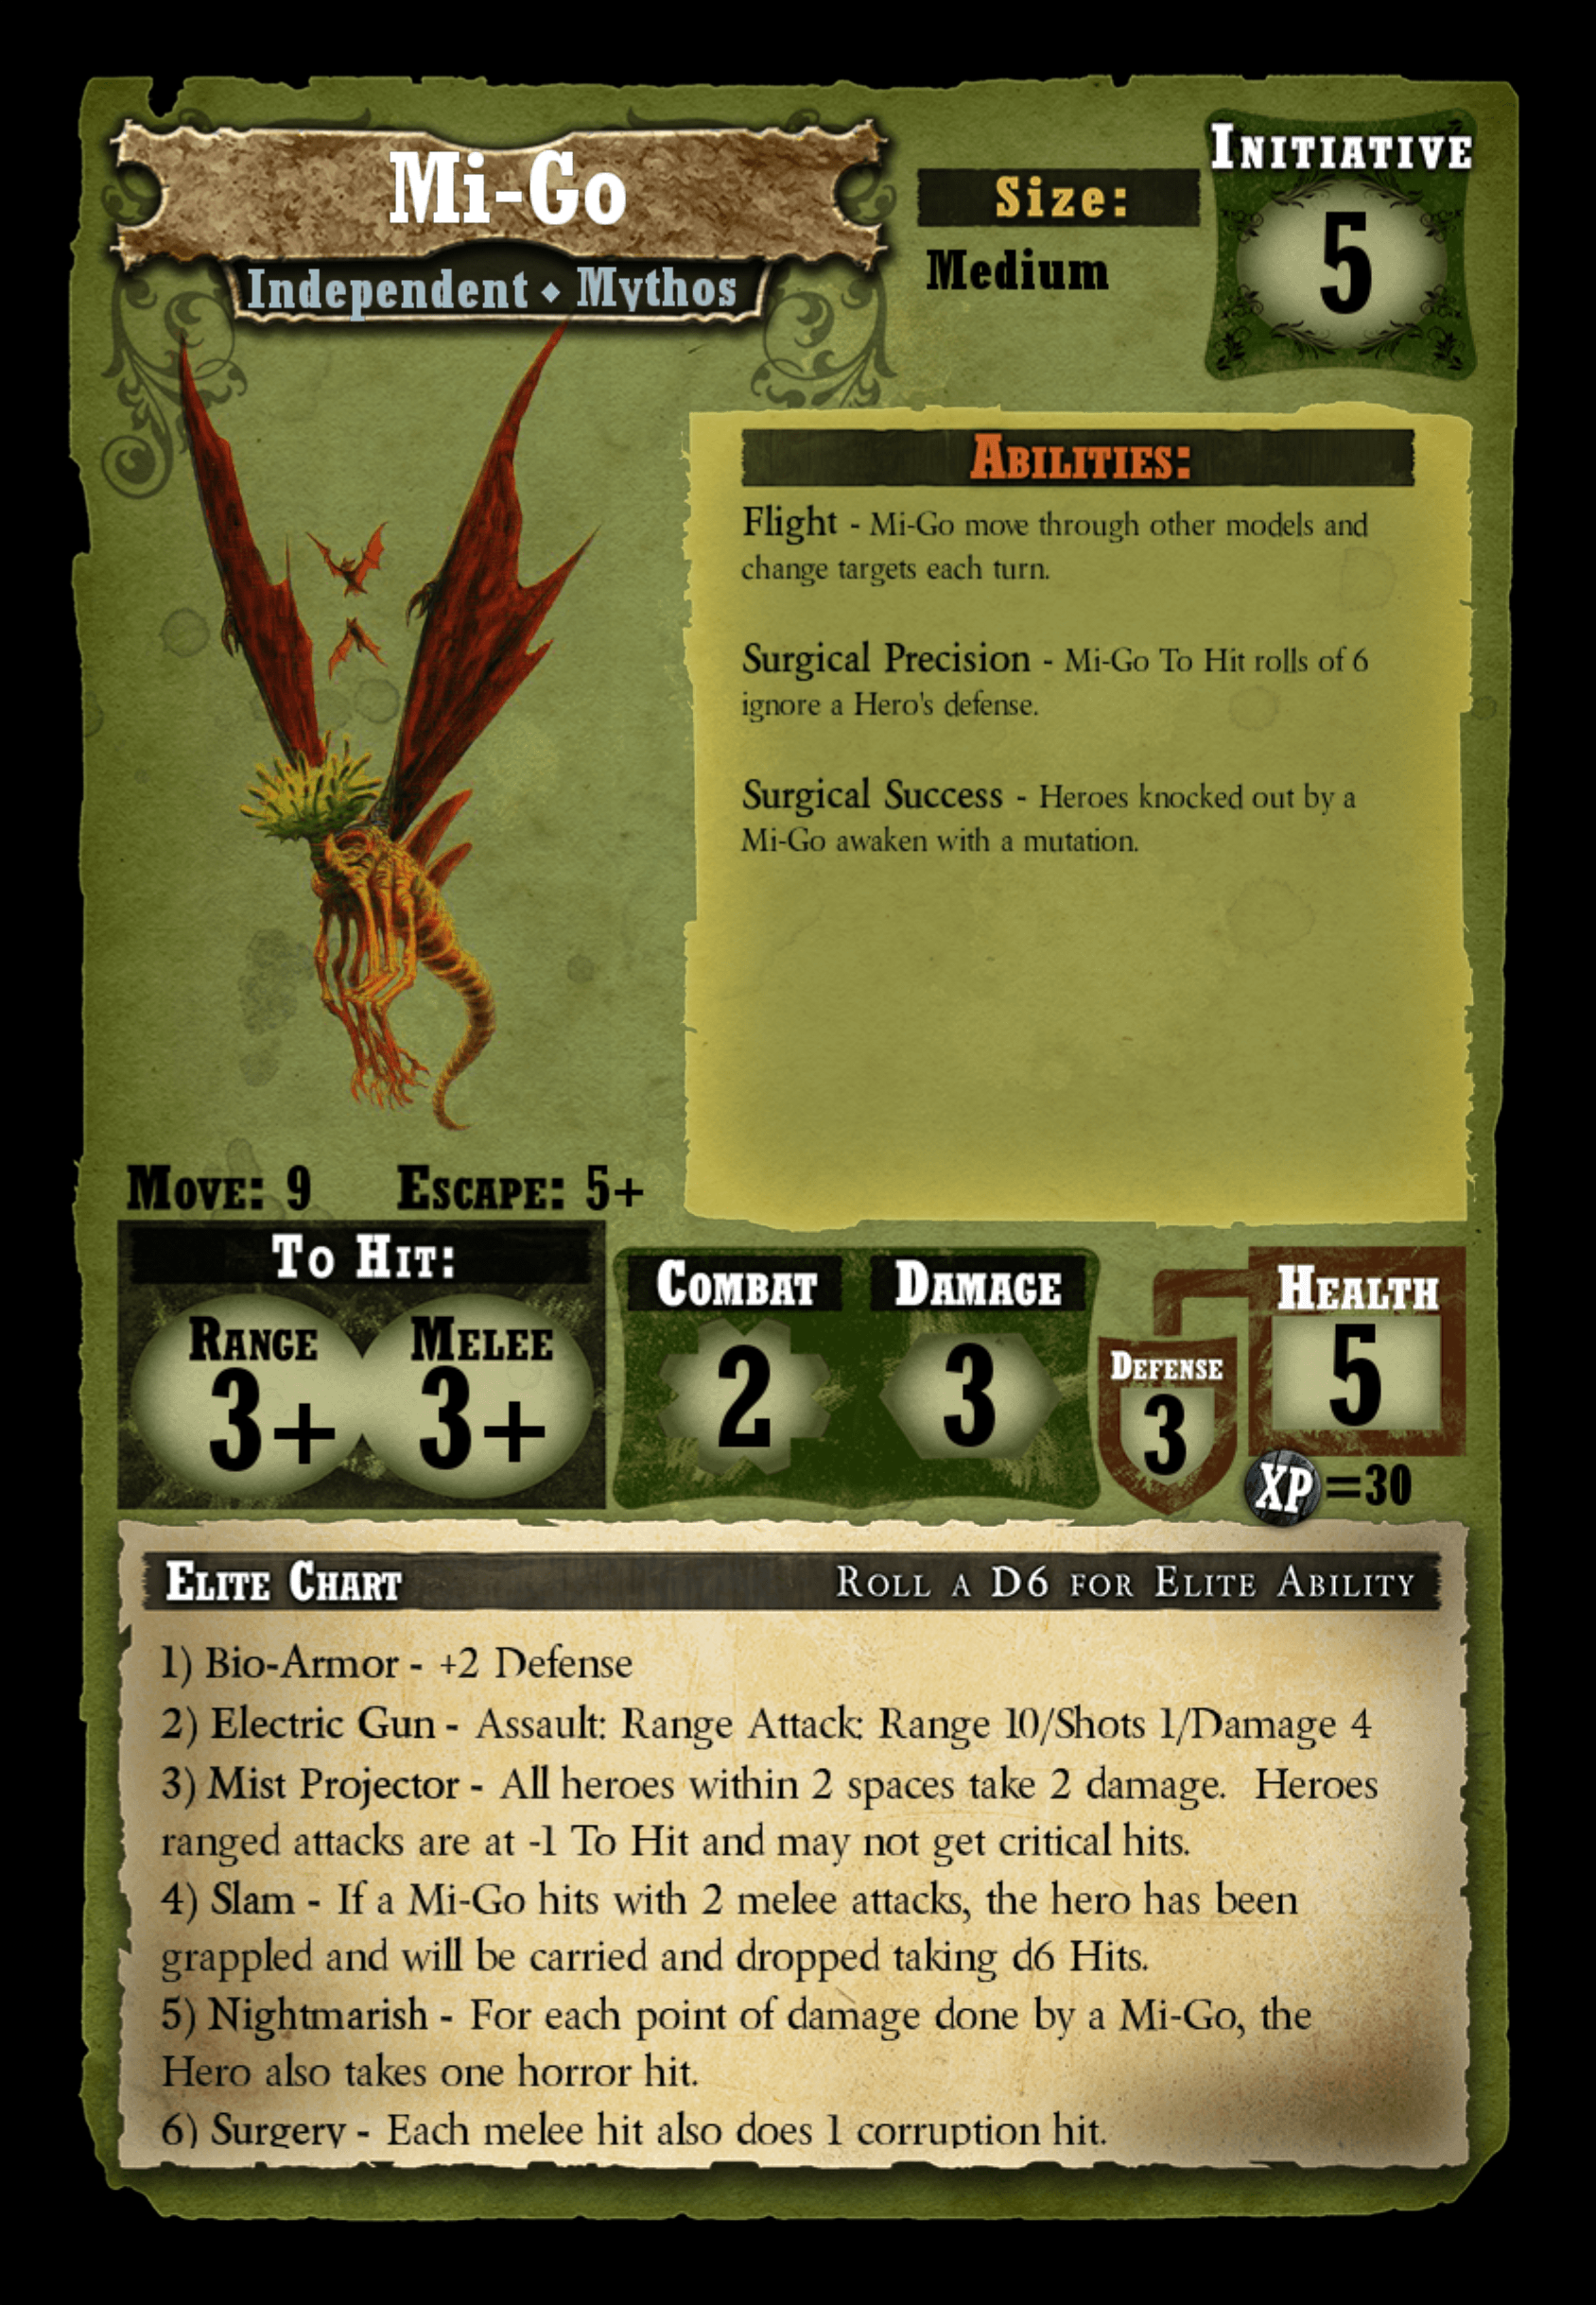 Mi-Go
Independent ⬥ Mythos
Size:
Medium
Initiative
5
Abilities:
Flight - Mi-Go move through other models and
change targets each turn.
Surgical Precision - Mi-Go To Hit rolls of 6
ignore a Hero's defense.
Surgical Success - Heroes knocked out by a
Mi-Go awaken with a mutation.
Move: 9 Escape: 5+
To Hit:
Range Melee
3+ 3+
Combat Damage
2 3
Defense
3
Health
5
XP=30
Elite Chart Roll a D6 for Elite Ability
1) Bio-Armor - +2 Defense
2) Electric Gun - Assault: Range Attack: Range 10/Shots 1/Damage 4
3) Mist Projector - All heroes within 2 spaces take 2 damage. Heroes
ranged attacks are at -1 To Hit and may not get critical hits.
4) Slam - If a Mi-Go hits with 2 melee attacks, the hero has been
grappled and will be carried and dropped taking d6 Hits.
5) Nightmarish - For each point of damage done by a Mi-Go, the
Hero also takes one horror hit.
6) Surgery - Each melee hit also does 1 corruption hit.